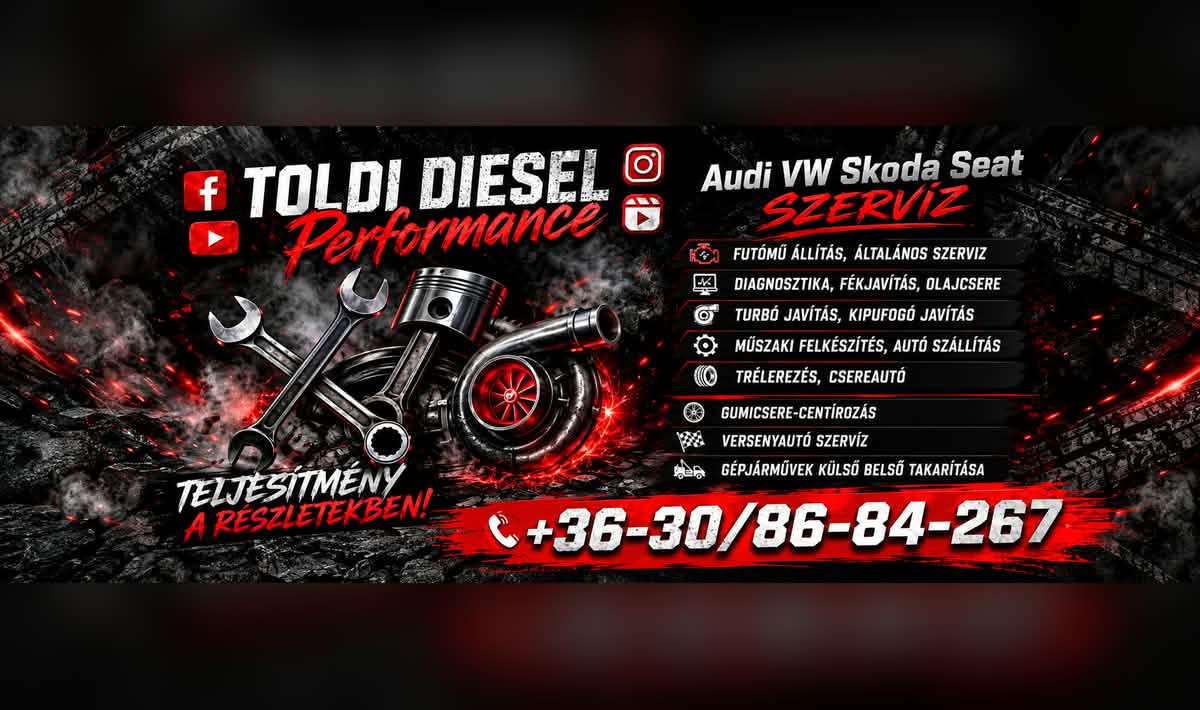 TOLDI DIESEL
Performance
TELJESÍTMÉNY
A RÉSZLETEKBEN!
Audi VW Skoda Seat
SZERVÍZ
FUTÓMŰ ÁLLÍTÁS, ÁLTALÁNOS SZERVIZ
DIAGNOSZTIKA, FÉKJAVÍTÁS, OLAJCSERE
TURBÓ JAVÍTÁS, KIPUFOGÓ JAVÍTÁS
MŰSZAKI FELKÉSZÍTÉS, AUTÓ SZÁLLÍTÁS
TRÉLEREZÉS, CSEREAUTÓ
GUMICSERE-CENTÍROZÁS
VERSENYAUTÓ SZERVÍZ
GÉPJÁRMŰVEK KÜLSŐ BELSŐ TAKARÍTÁSA
+36-30/86-84-267